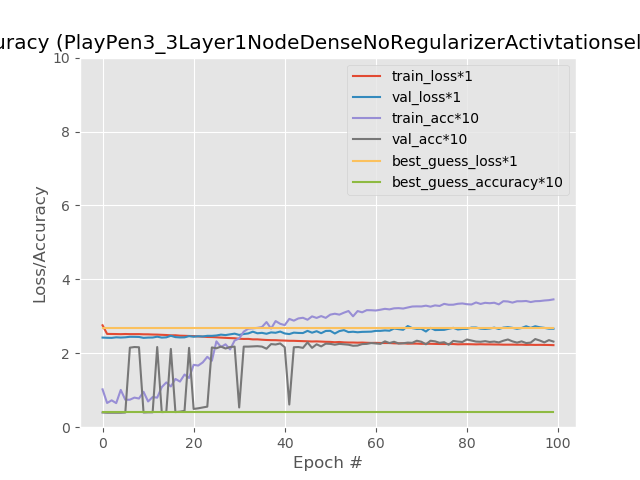 uracy (PlayPen3_3Layer1NodeDenseNoRegularizerActivtationsel
10
8
6
4
2
0
Loss/Accuracy
train_loss*1
val_loss*1
train_acc*10
val_acc*10
best_guess_loss*1
best_guess_accuracy*10
0 20 40 60 80 100
Epoch #